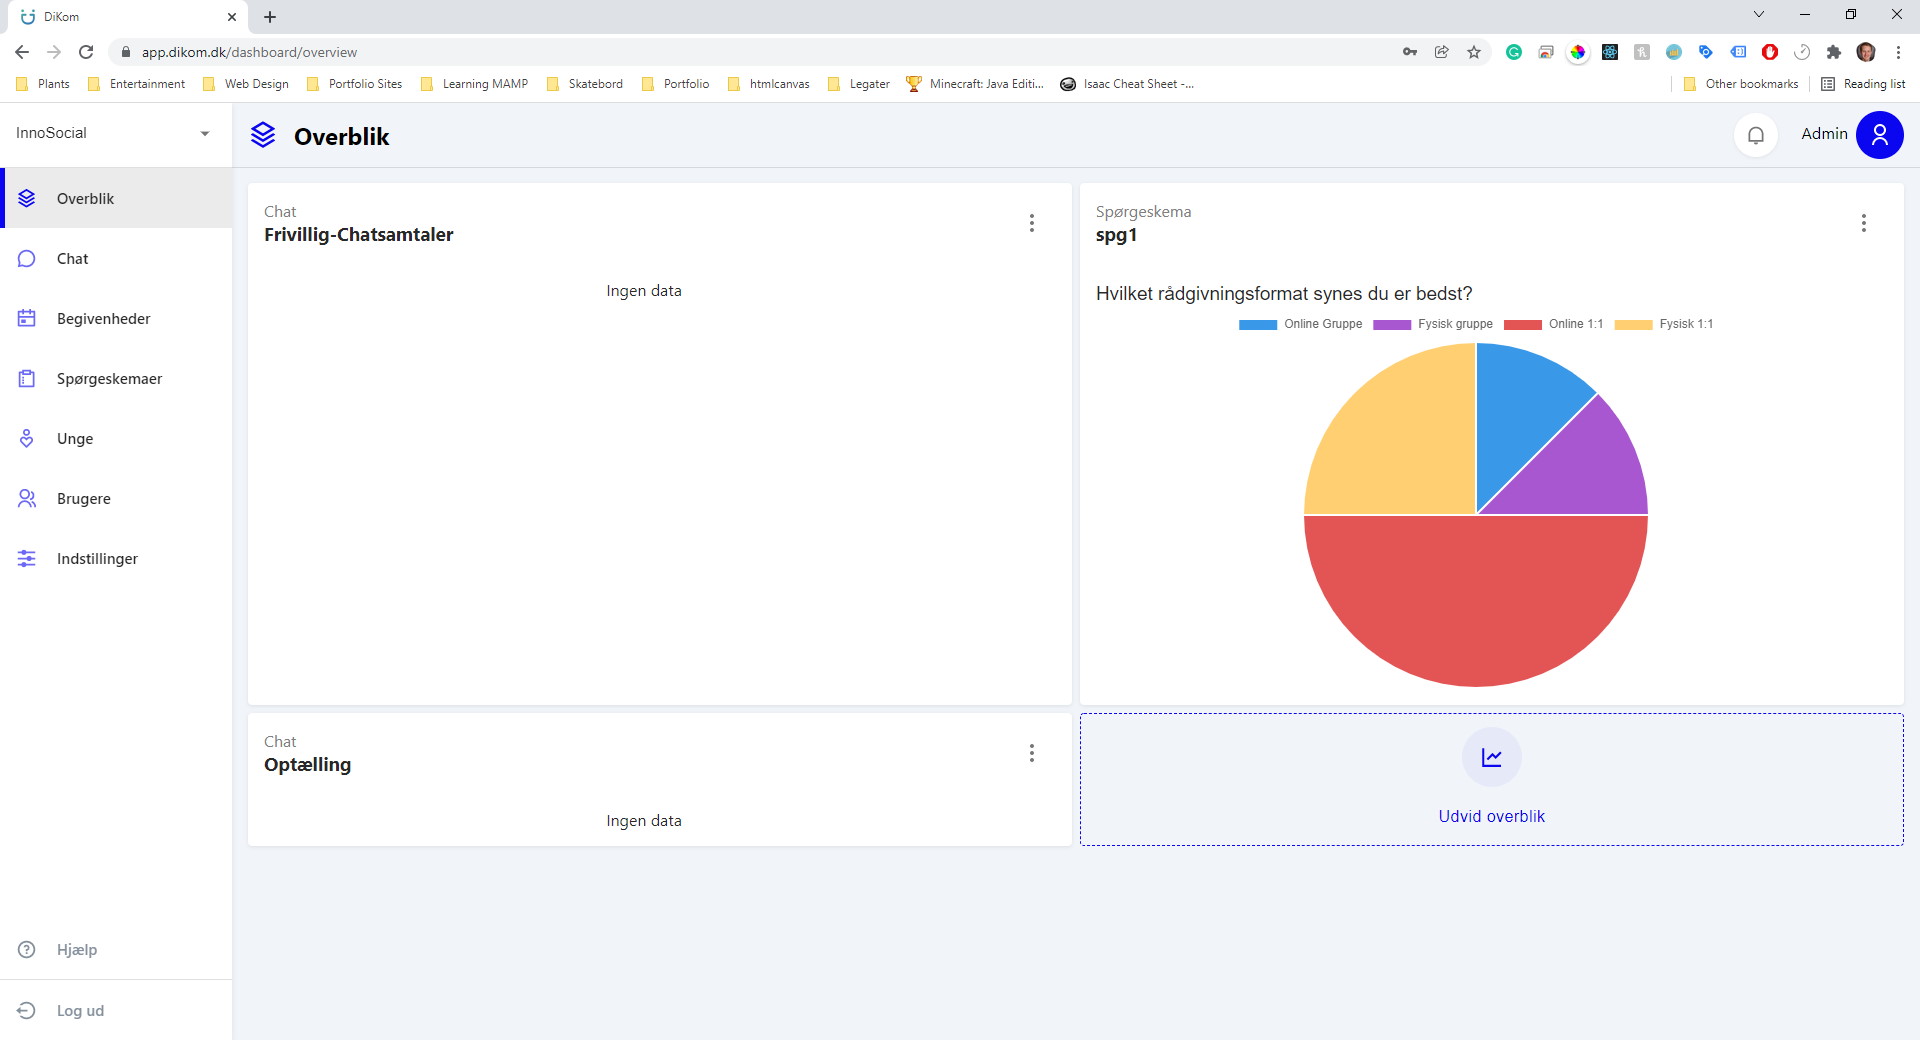 DiKom
app.dikom.dk/dashboard/overview
Plants
Entertainment
Web Design
Portfolio Sites
Learning MAMP
Skatebord
Portfolio
htmlcanvas
Legater
Minecraft: Java Editi...
Isaac Cheat Sheet -...
Other bookmarks
Reading list
InnoSocial
Overblik
Chat
Begivenheder
Spørgeskemaer
Unge
Brugere
Indstillinger
Hjælp
Log ud
Overblik
Admin
Chat
Frivillig-Chatsamtaler
Ingen data
Spørgeskema
spg1
Hvilket rådgivningsformat synes du er bedst?
Online Gruppe
Fysisk gruppe
Online 1:1
Fysisk 1:1
Chat
Optælling
Ingen data
Udvid overblik